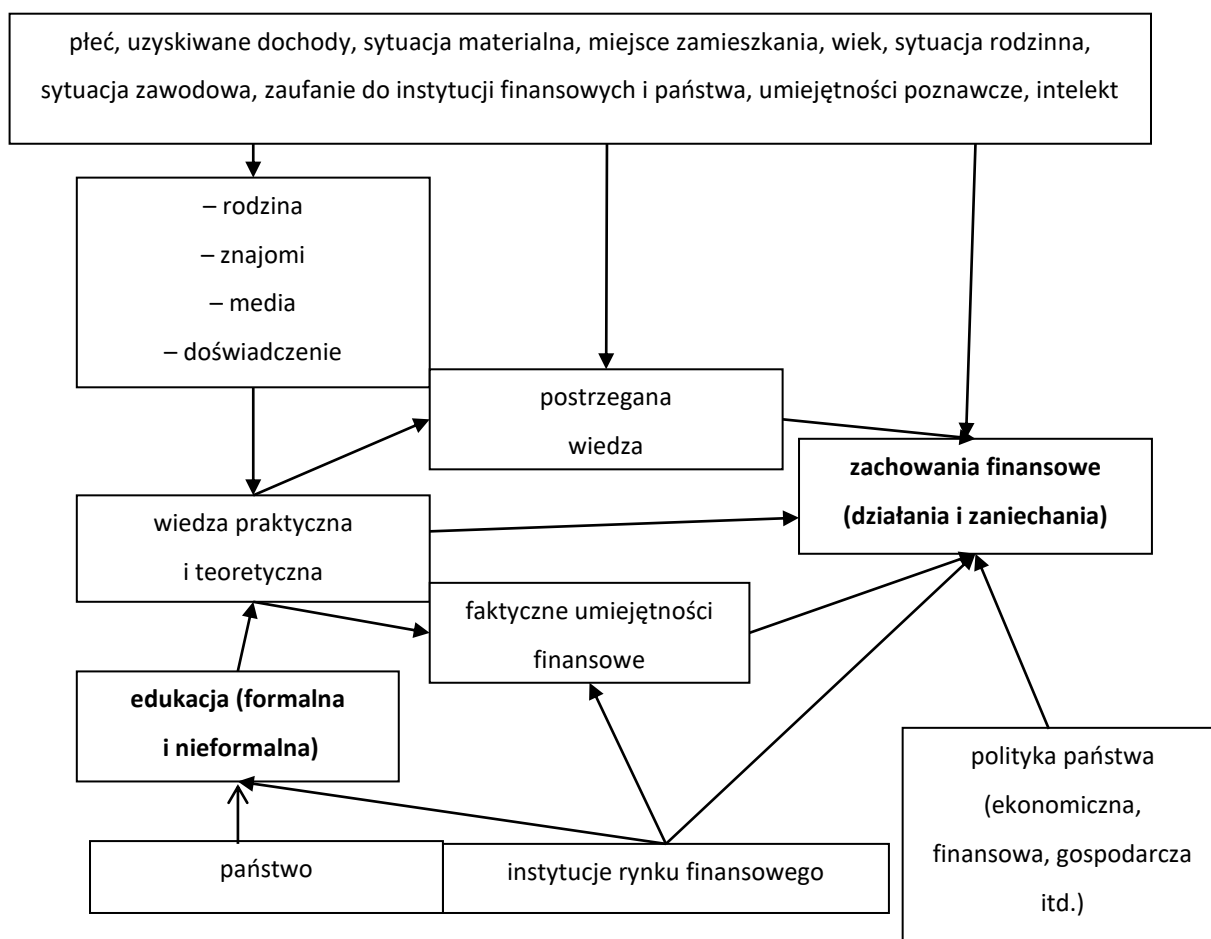 płeć, uzyskiwane dochody, sytuacja materialna, miejsce zamieszkania, wiek, sytuacja rodzinna,
sytuacja zawodowa, zaufanie do instytucji finansowych i państwa, umiejętności poznawcze, intelekt
– rodzina
– znajomi
– media
– doświadczenie
postrzegana
wiedza
zachowania finansowe
(działania i zaniechania)
wiedza praktyczna
i teoretyczna
faktyczne umiejętności
finansowe
edukacja (formalna
i nieformalna)
polityka państwa
(ekonomiczna,
finansowa, gospodarcza
itd.)
państwo
instytucje rynku finansowego